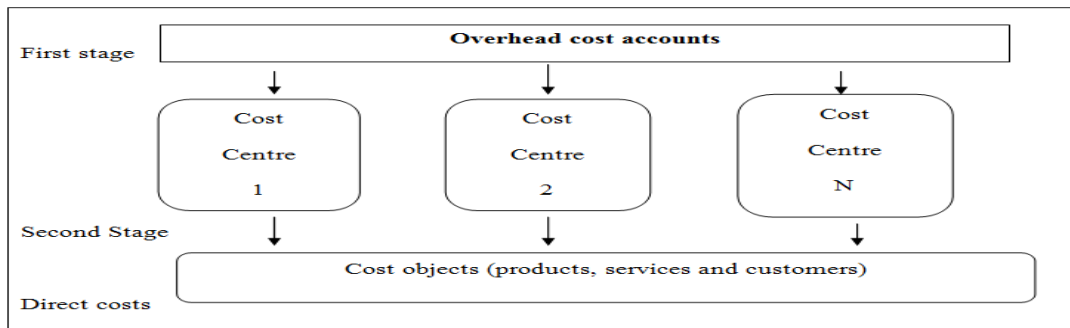 Overhead cost accounts
First stage
Cost
Centre
1
Cost
Centre
2
Cost
Centre
N
Second Stage
Cost objects (products, services and customers)
Direct costs